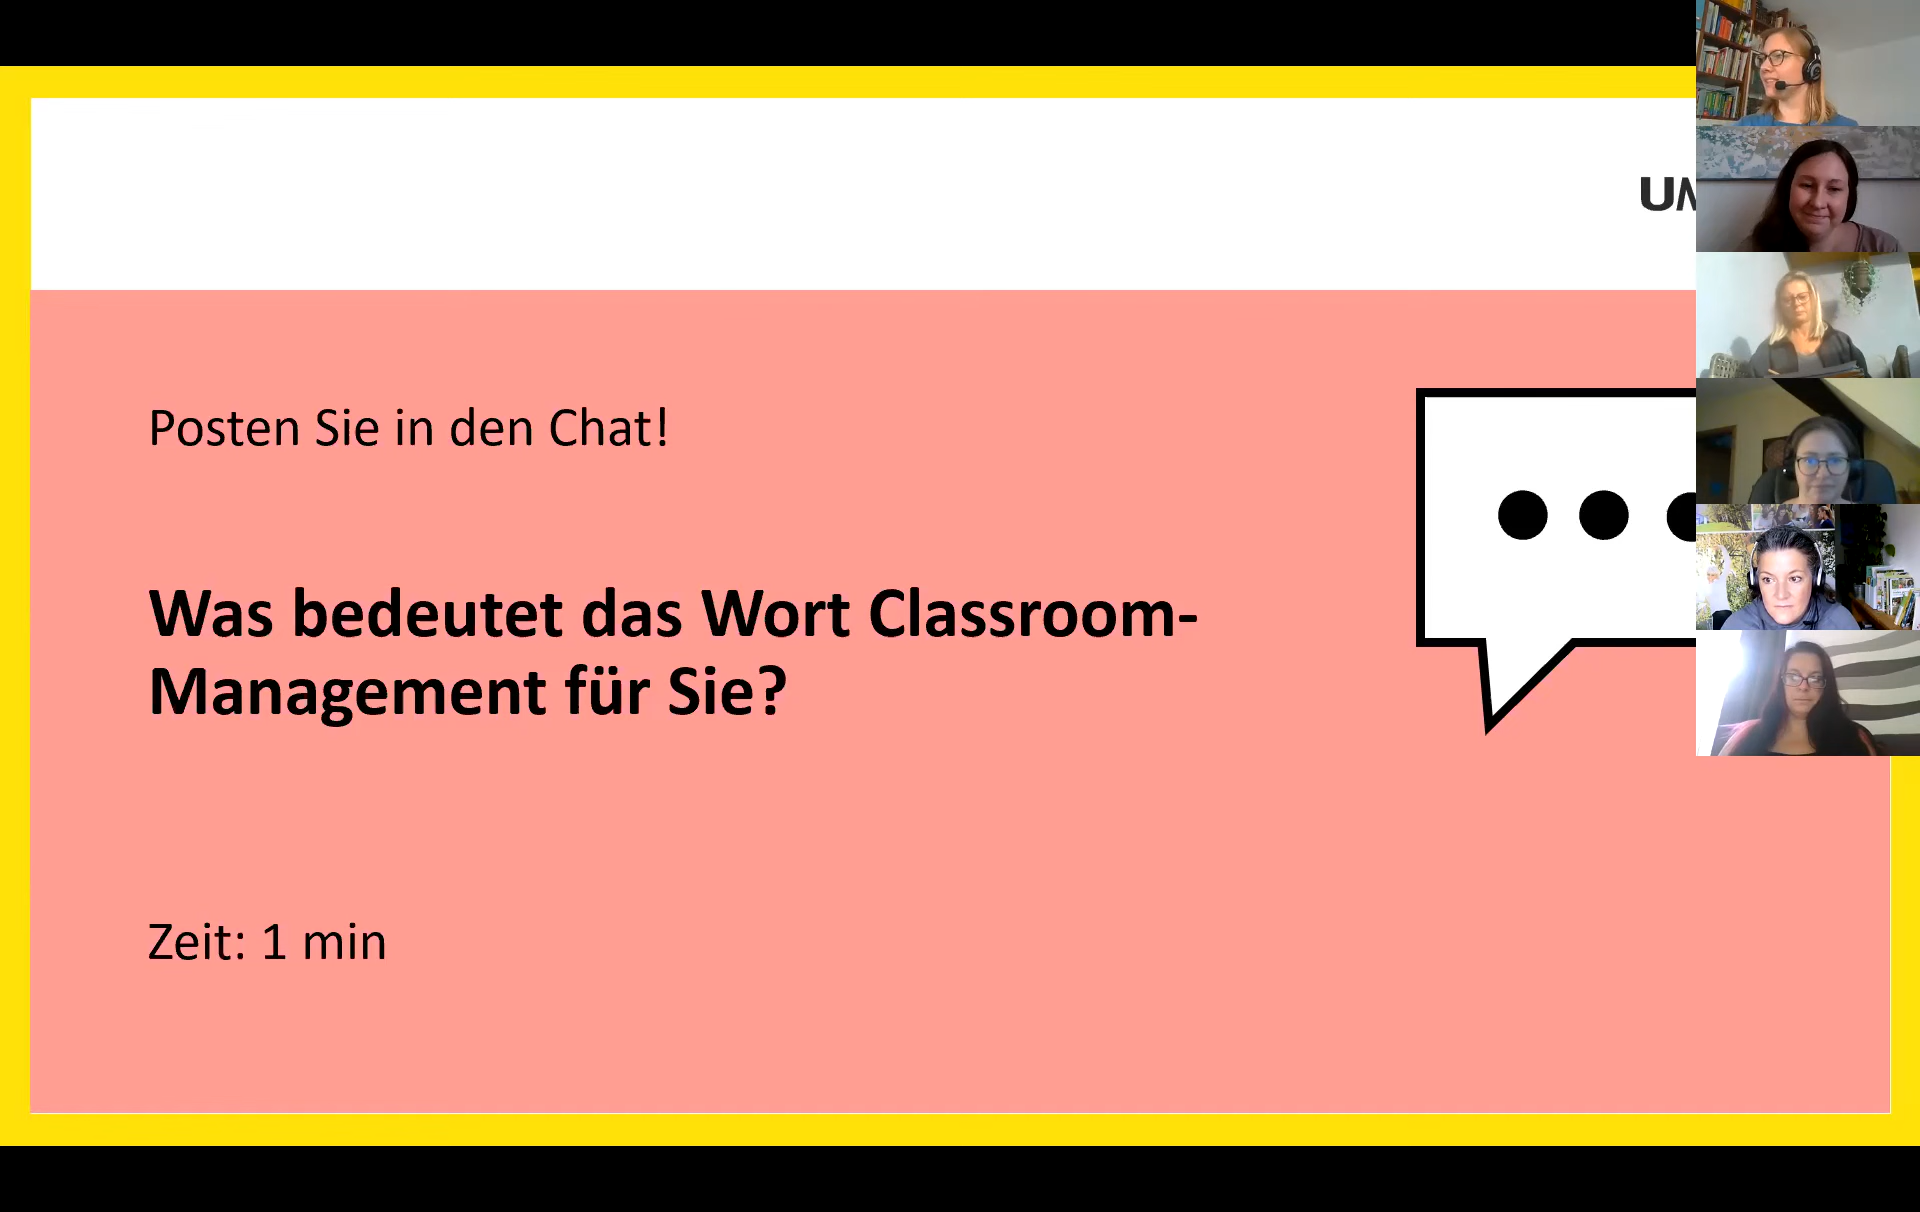 Posten Sie in den Chat!
Was bedeutet das Wort Classroom-
Management für Sie?
Zeit: 1 min